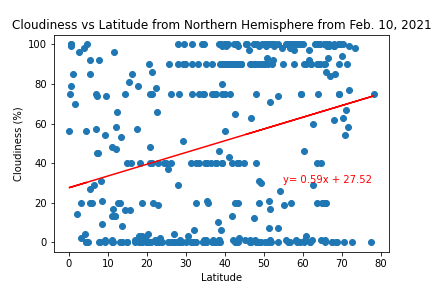 Cloudiness vs Latitude from Northern Hemisphere from Feb. 10, 2021
100
80
60
40
20
0
Cloudiness (%)
y= 0.59x + 27.52
0 10 20 30 40 50 60 70 80
Latitude